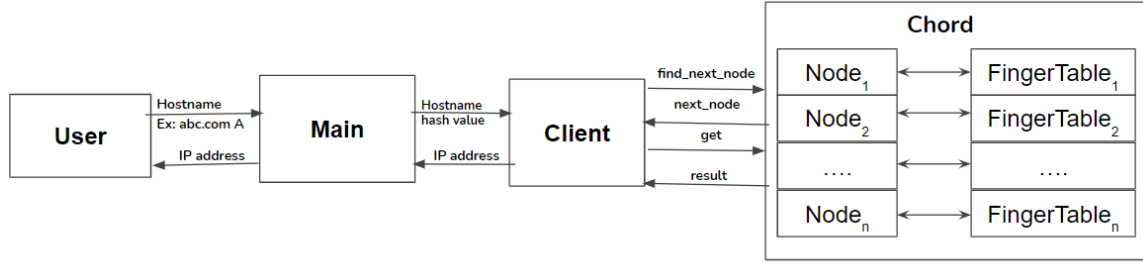 Chord
User
Hostname
Ex: abc.com A
IP address
Main
Hostname
hash value
IP address
Client
find_next_node
next_node
get
result
Node1
FingerTable1
Node2
FingerTable2
....
....
Noden
FingerTablen